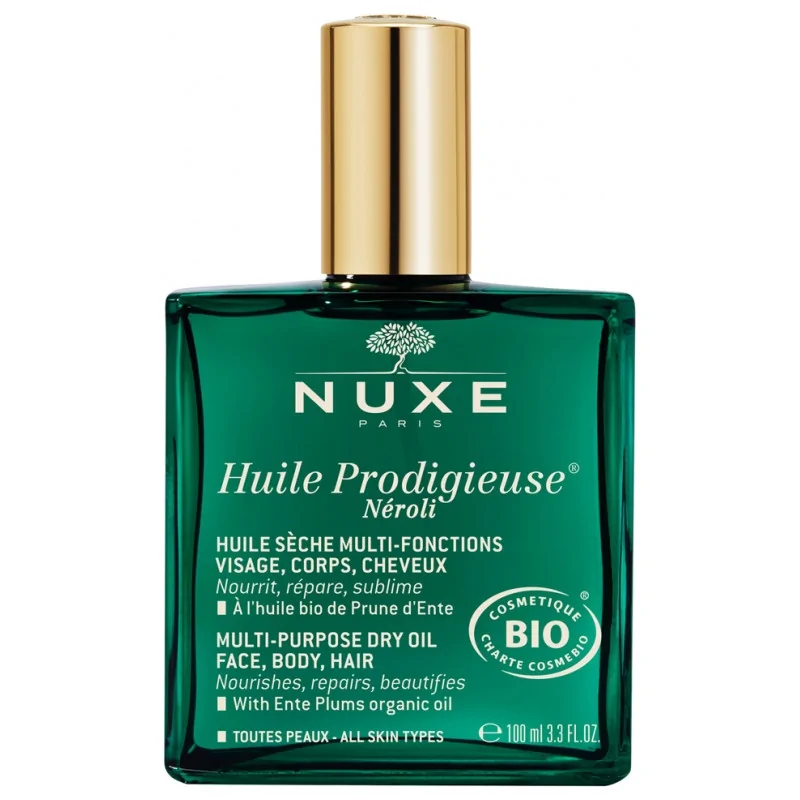 NUXE
PARIS
Huile Prodigieuse®
Néroli
HUILE SÈCHE MULTI-FONCTIONS
VISAGE, CORPS, CHEVEUX
Nourrit, répare, sublime
■ À l'huile bio de Prune d'Ente
MULTI-PURPOSE DRY OIL
FACE, BODY, HAIR
Nourishes, repairs, beautifies
■ With Ente Plums organic oil
■ TOUTES PEAUX - ALL SKIN TYPES
COSMETIQUE ®
BIO
CHARTE COSMEBIO
℮ 100 ml 3.3 FL.OZ.